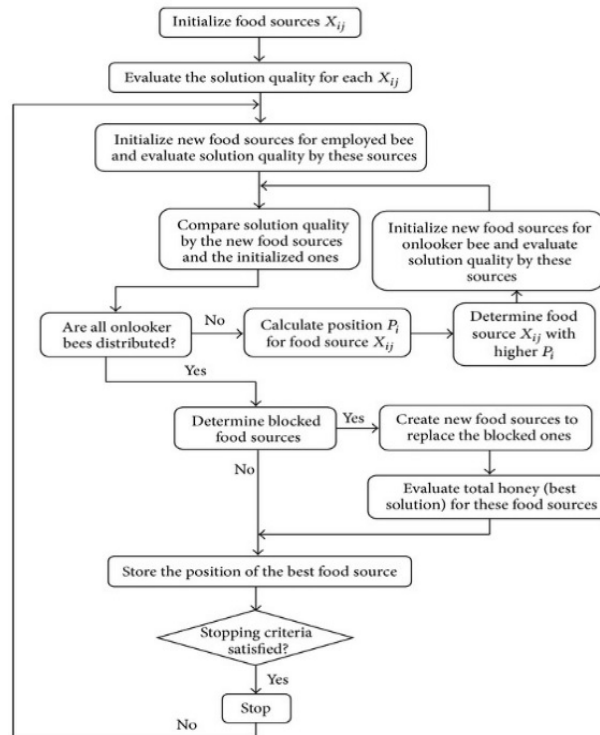 Initialize food sources X_ij
Evaluate the solution quality for each X_ij
Initialize new food sources for employed bee
and evaluate solution quality by these sources
Compare solution quality
by the new food sources
and the initialized ones
Initialize new food sources for
onlooker bee and evaluate
solution quality by these
sources
Are all onlooker
bees distributed?
No
Calculate position P_i
for food source X_ij
Determine food
source X_ij with
higher P_i
Yes
Determine blocked
food sources
Yes
Create new food sources to
replace the blocked ones
No
Evaluate total honey (best
solution) for these food sources
Store the position of the best food source
Stopping criteria
satisfied?
Yes
Stop
No